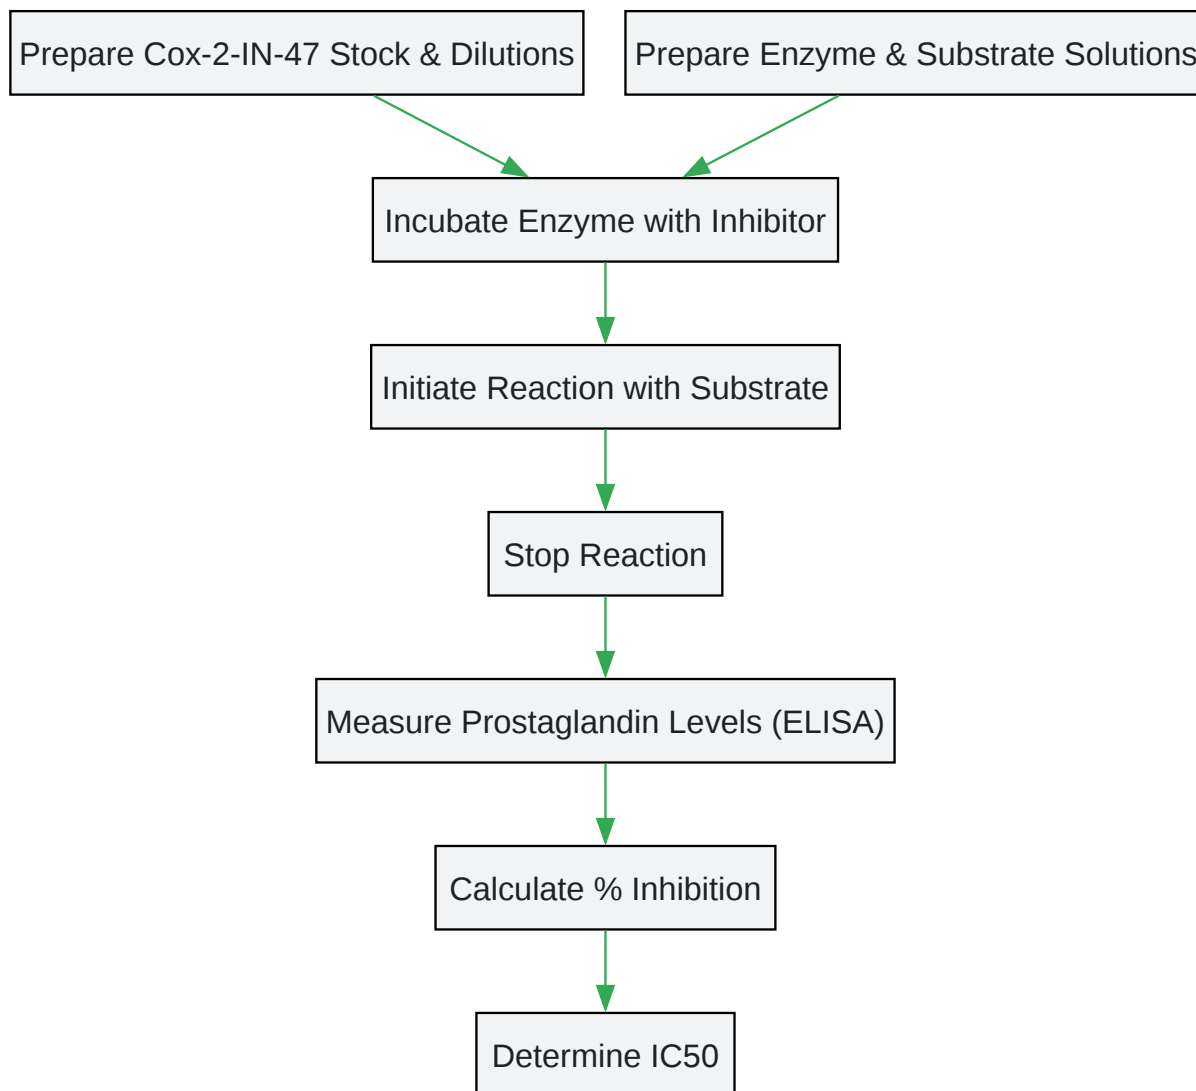 Prepare Cox-2-IN-47 Stock & Dilutions
Prepare Enzyme & Substrate Solutions
Incubate Enzyme with Inhibitor
Initiate Reaction with Substrate
Stop Reaction
Measure Prostaglandin Levels (ELISA)
Calculate % Inhibition
Determine IC50